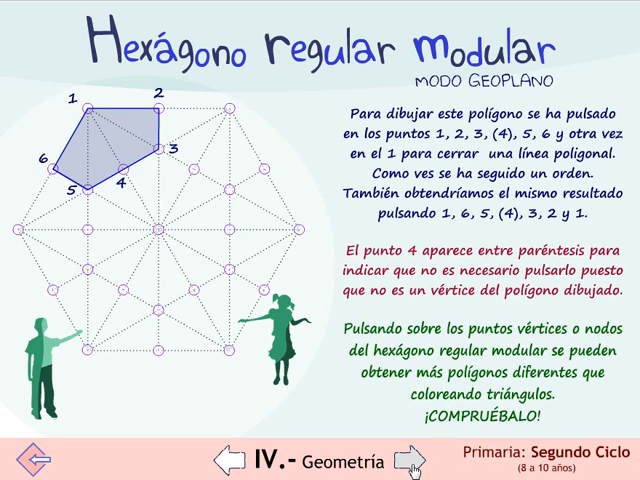 Hexágono regular modular
MODO GEOPLANO
1
2
3
4
5
6
Para dibujar este polígono se ha pulsado
en los puntos 1, 2, 3, (4), 5, 6 y otra vez
en el 1 para cerrar una línea poligonal.
Como ves se ha seguido un orden.
También obtendríamos el mismo resultado
pulsando 1, 6, 5, (4), 3, 2 y 1.
El punto 4 aparece entre paréntesis para
indicar que no es necesario pulsarlo puesto
que no es un vértice del polígono dibujado.
Pulsando sobre los puntos vértices o nodos
del hexágono regular modular se pueden
obtener más polígonos diferentes que
coloreando triángulos.
¡COMPRUÉBALO!
IV.- Geometría
Primaria: Segundo Ciclo
(8 a 10 años)